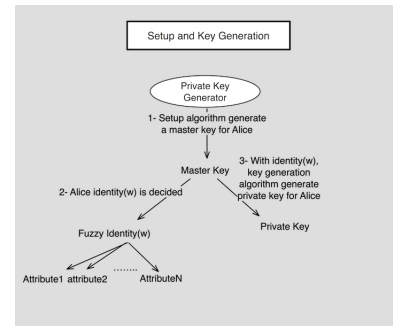 Setup and Key Generation
Private Key
Generator
1- Setup algorithm generate
a master key for Alice
Master Key
3- With identity(w),
key generation
algorithm generate
private key for Alice
2- Alice identity(w) is decided
Private Key
Fuzzy Identity(w)
Attribute1 attribute2 ........ AttributeN